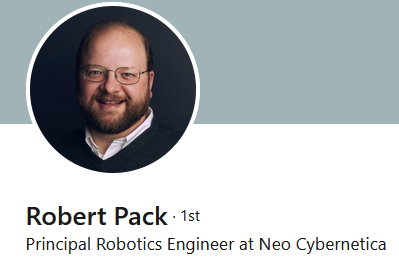 Robert Pack · 1st
Principal Robotics Engineer at Neo Cybernetica